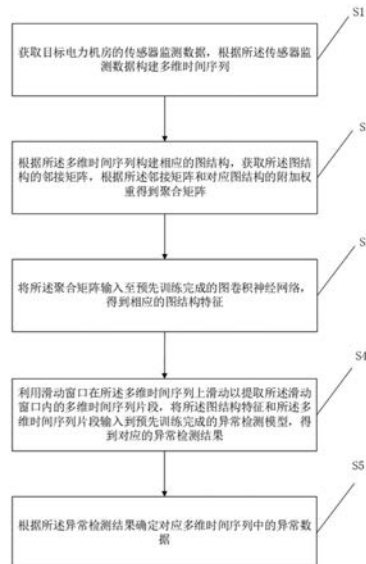 S1
获取目标电力机房的传感器监测数据，根据所述传感器监
测数据构建多维时间序列
S
根据所述多维时间序列构建相应的图结构，获取所述图结
构的邻接矩阵，根据所述邻接矩阵和对应图结构的附加权
重得到聚合矩阵
S
将所述聚合矩阵输入至预先训练完成的图卷积神经网络，
得到相应的图结构特征
S4
利用滑动窗口在所述多维时间序列上滑动以提取所述滑动
窗口内的多维时间序列片段，将所述图结构特征和所述多
维时间序列片段输入到预先训练完成的异常检测模型，得
到对应的异常检测结果
S5
根据所述异常检测结果确定对应多维时间序列中的异常数
据